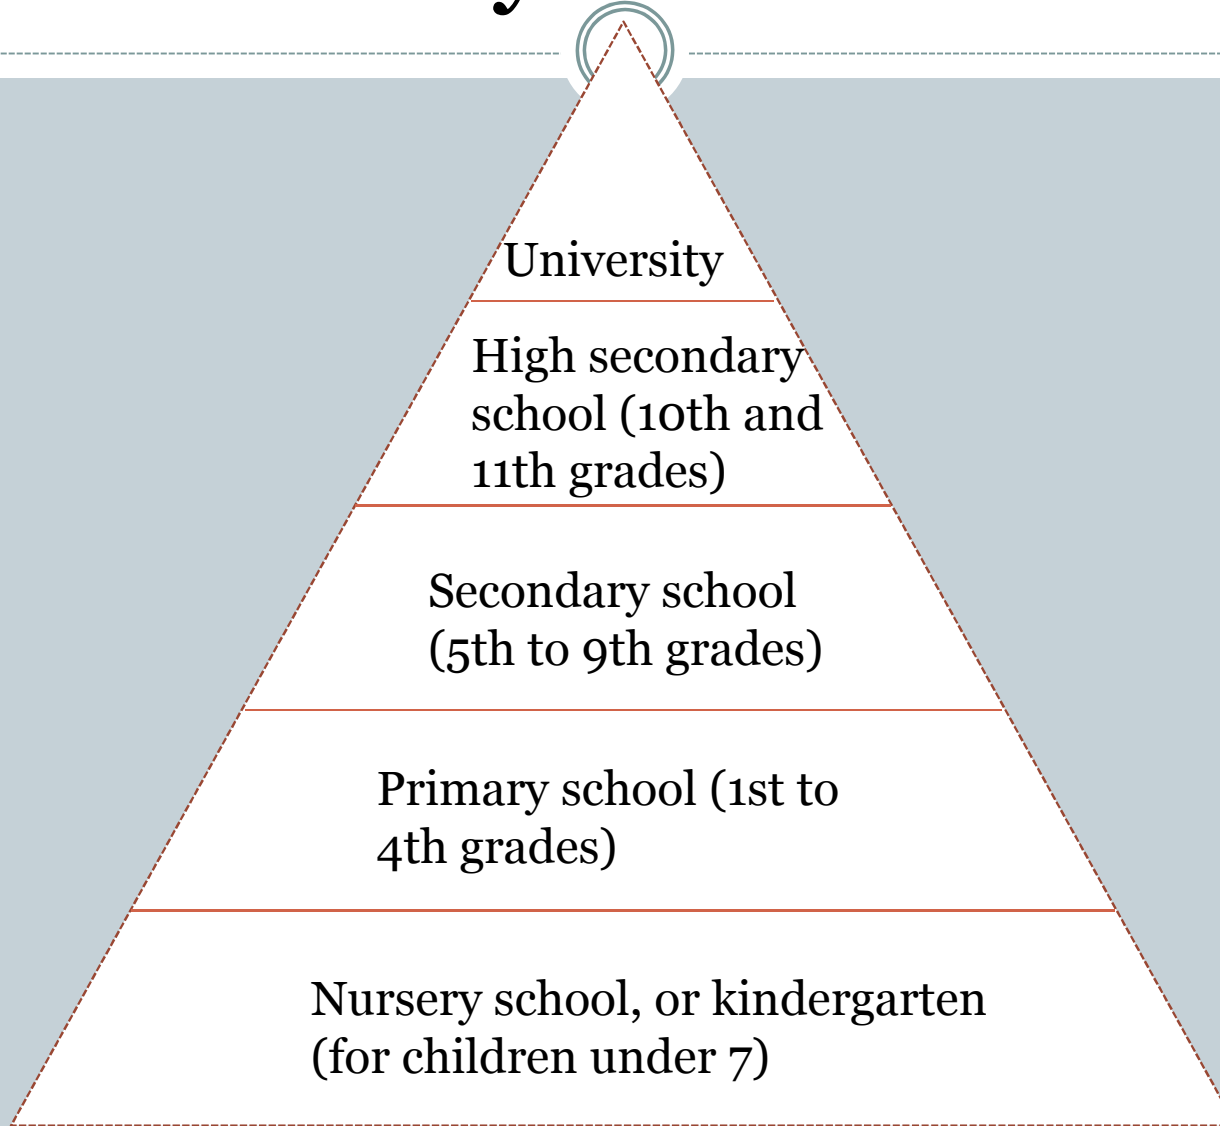 University
High secondary
school (10th and
11th grades)
Secondary school
(5th to 9th grades)
Primary school (1st to
4th grades)
Nursery school, or kindergarten
(for children under 7)